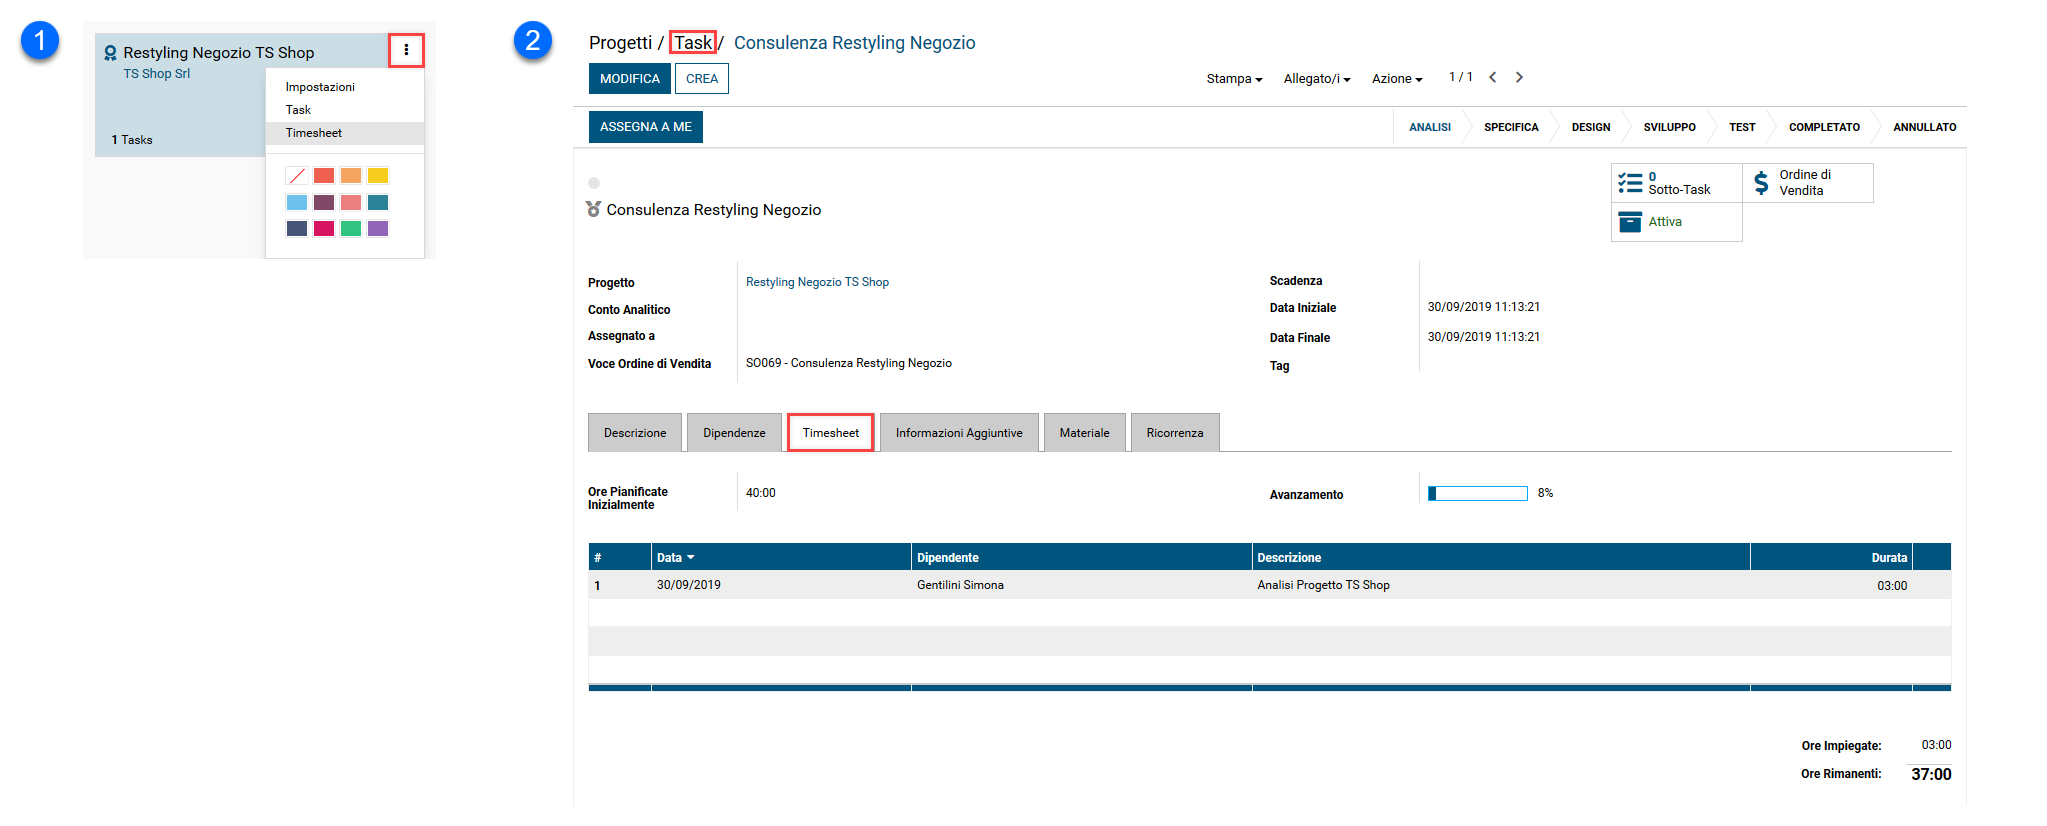 1
Restyling Negozio TS Shop
TS Shop Srl
Impostazioni
Task
Timesheet
1 Tasks
2
Progetti / Task / Consulenza Restyling Negozio
MODIFICA CREA
Stampa Allegato/i Azione 1 / 1
ASSEGNA A ME
ANALISI SPECIFICA DESIGN SVILUPPO TEST COMPLETATO ANNULLATO
0
Sotto-Task
Ordine di
Vendita
Attiva
Consulenza Restyling Negozio
Progetto Restyling Negozio TS Shop
Conto Analitico
Assegnato a
Voce Ordine di Vendita SO069 - Consulenza Restyling Negozio
Scadenza
Data Iniziale 30/09/2019 11:13:21
Data Finale 30/09/2019 11:13:21
Tag
Descrizione Dipendenze Timesheet Informazioni Aggiuntive Materiale Ricorrenza
Ore Pianificate
Inizialmente
40:00
Avanzamento 8%
# Data Dipendente Descrizione Durata
1 30/09/2019 Gentilini Simona Analisi Progetto TS Shop 03:00
Ore Impiegate: 03:00
Ore Rimanenti: 37:00